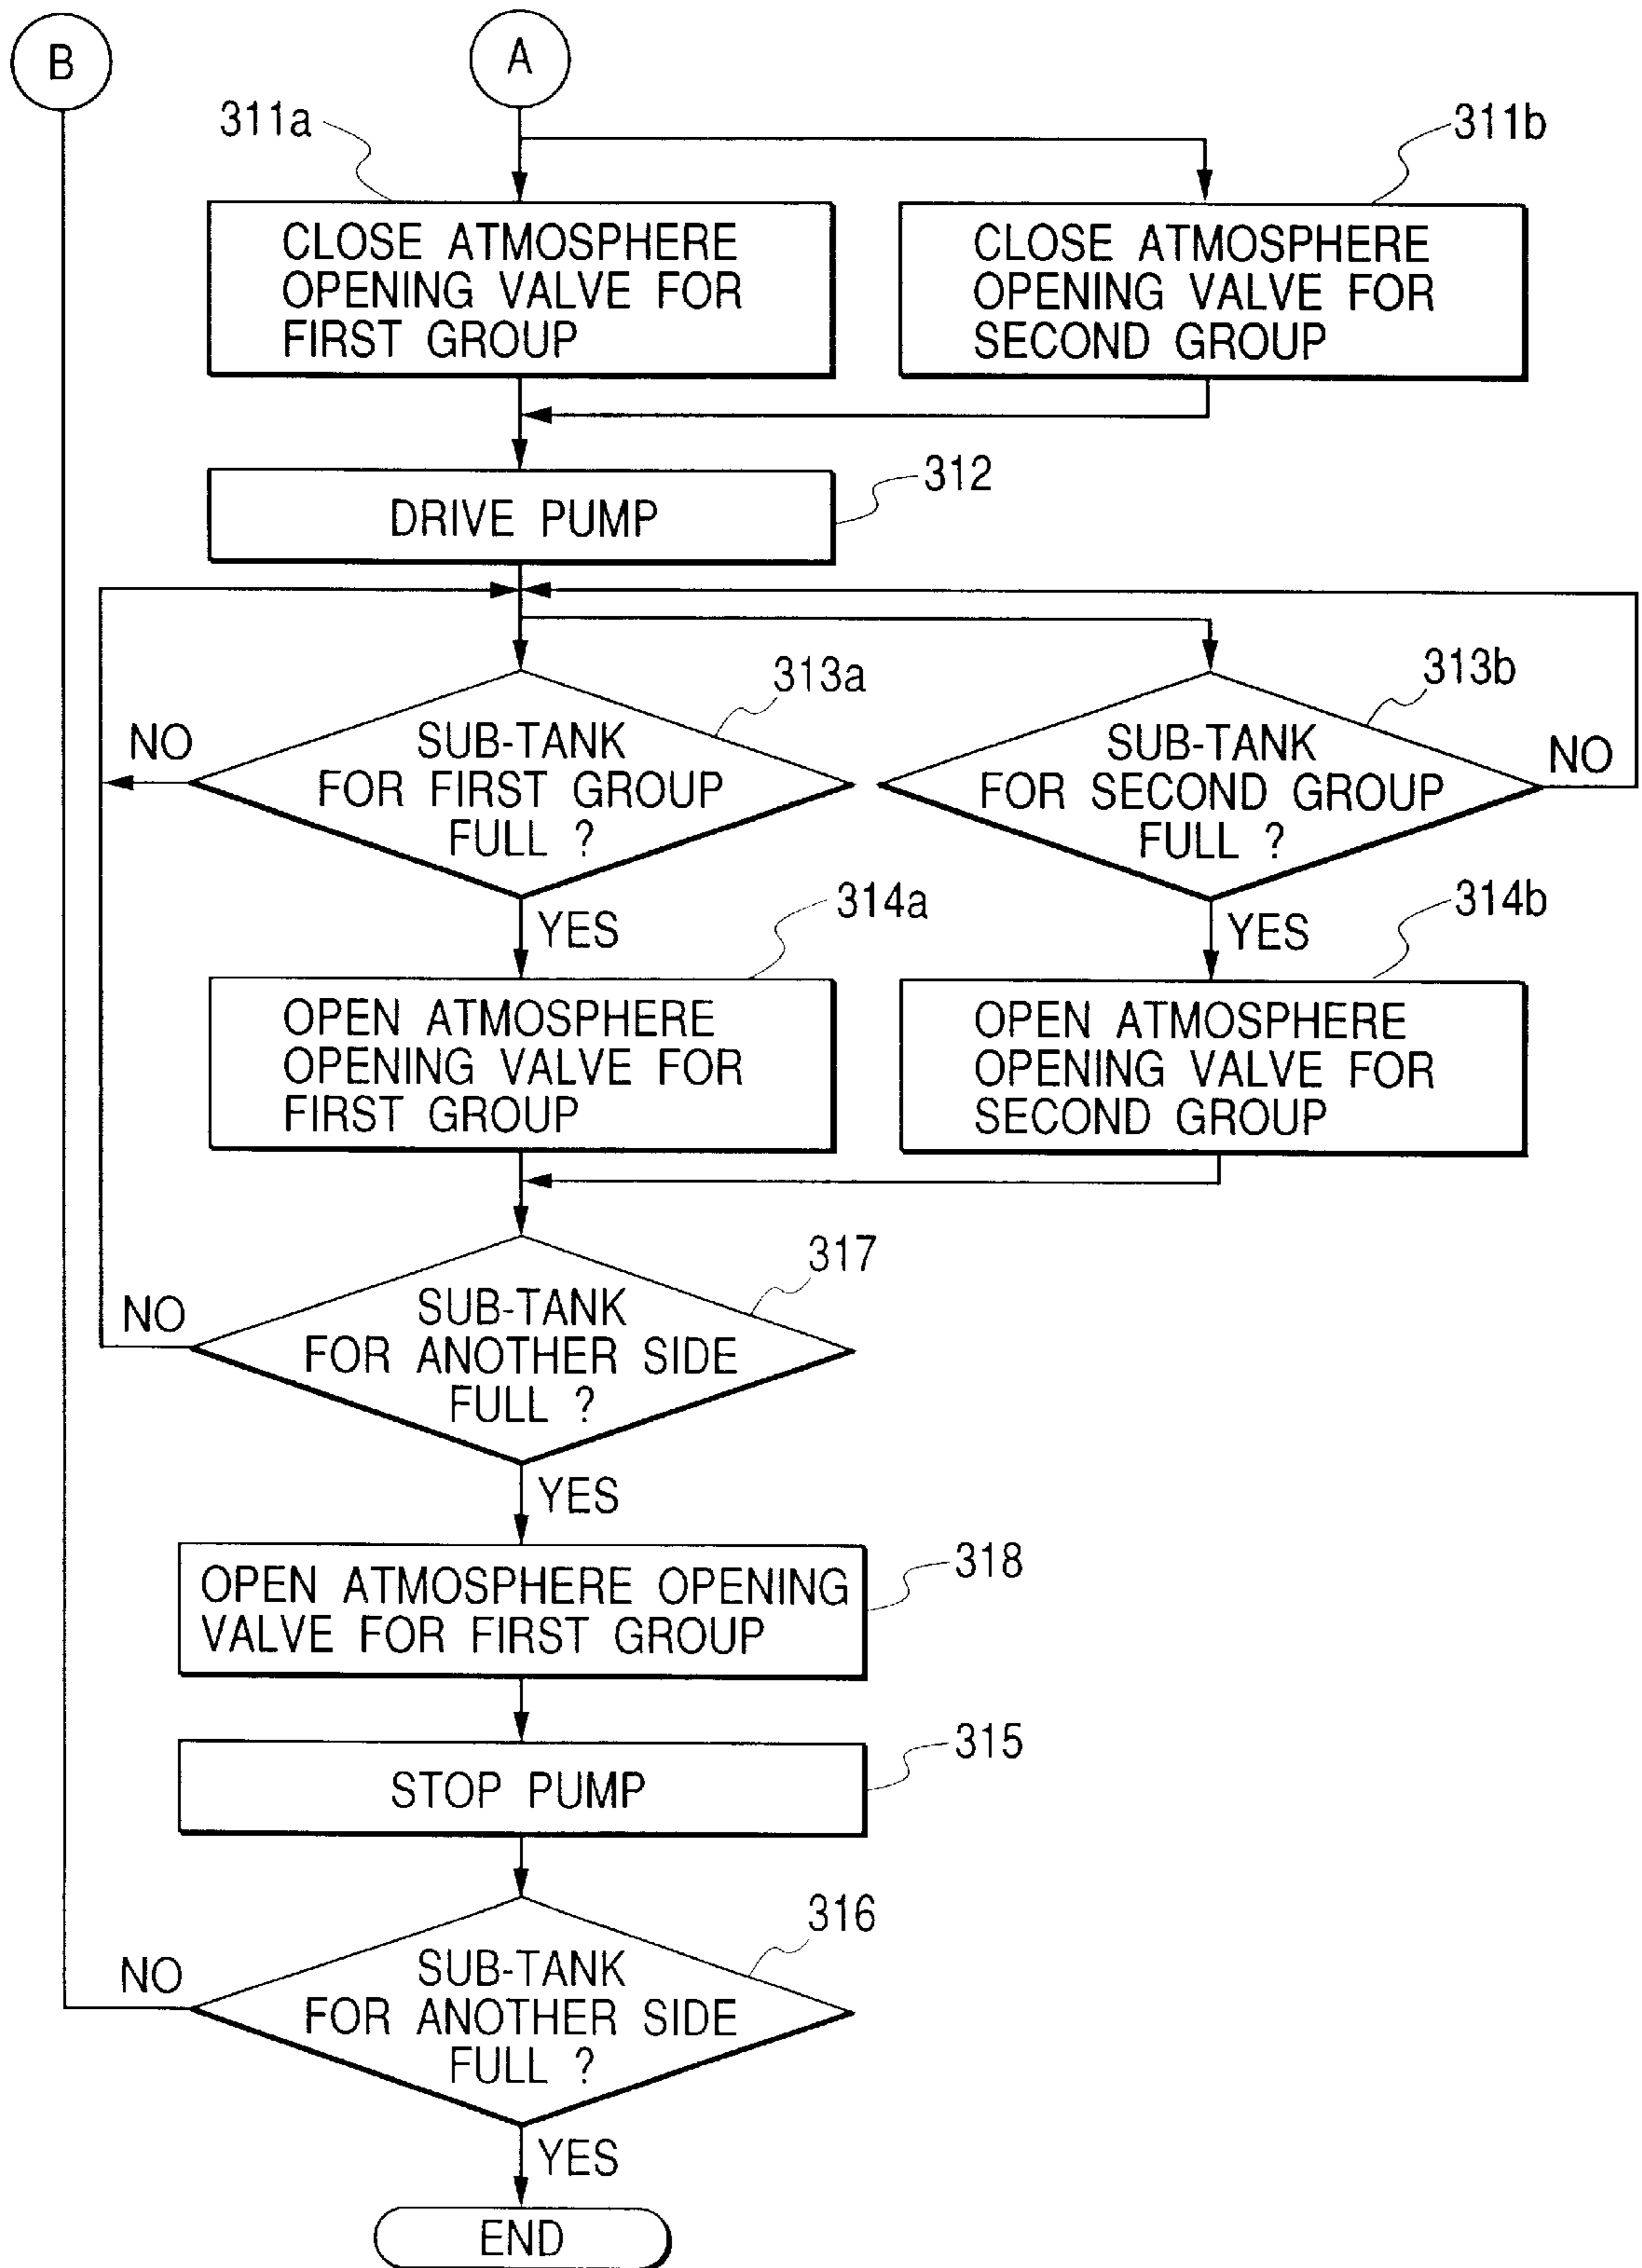 B
A
311a
311b
CLOSE ATMOSPHERE
OPENING VALVE FOR
FIRST GROUP
CLOSE ATMOSPHERE
OPENING VALVE FOR
SECOND GROUP
312
DRIVE PUMP
313a
313b
NO
SUB-TANK
FOR FIRST GROUP
FULL ?
SUB-TANK
FOR SECOND GROUP
FULL ?
NO
314a
314b
YES
YES
OPEN ATMOSPHERE
OPENING VALVE FOR
FIRST GROUP
OPEN ATMOSPHERE
OPENING VALVE FOR
SECOND GROUP
317
NO
SUB-TANK
FOR ANOTHER SIDE
FULL ?
YES
318
OPEN ATMOSPHERE OPENING
VALVE FOR FIRST GROUP
315
STOP PUMP
316
NO
SUB-TANK
FOR ANOTHER SIDE
FULL ?
YES
END